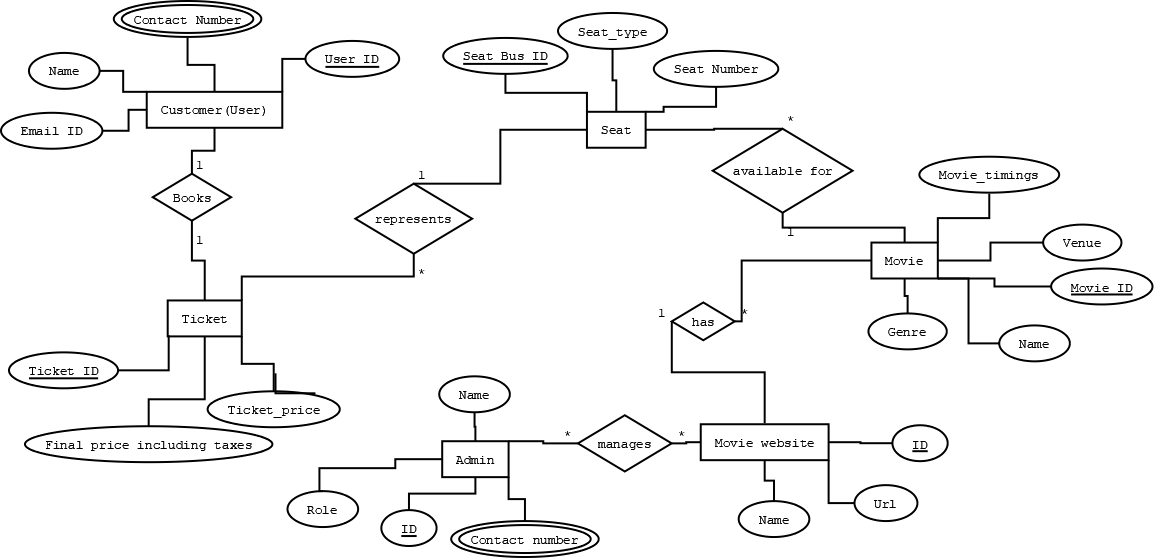 Contact Number
Seat_type
Name
User ID
Seat Bus ID
Seat Number
Customer(User)
Email ID
Seat
*
1
available for
1
Movie_timings
Books
represents
1
1
Venue
*
Movie
Movie ID
1
has
*
Ticket
Genre
Name
Ticket ID
Name
Ticket_price
Final price including taxes
*
manages
*
Movie website
ID
Admin
Role
ID
Url
Name
Contact number